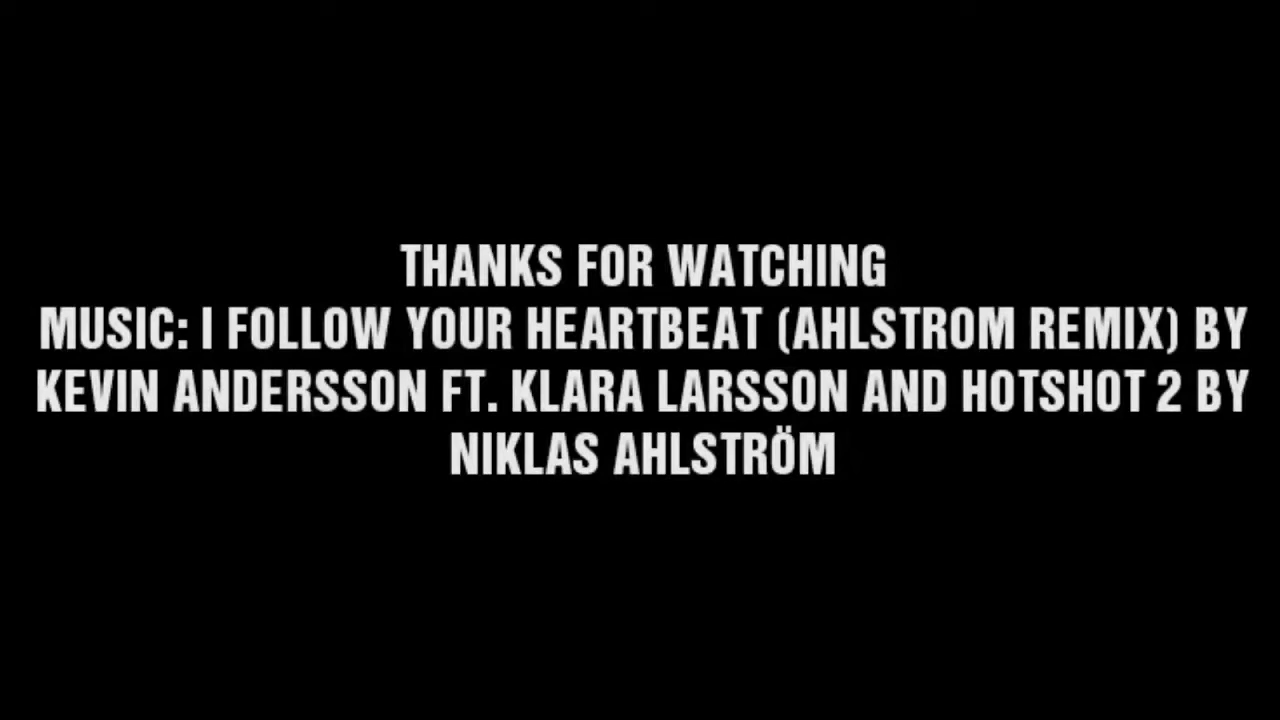 THANKS FOR WATCHING
MUSIC: I FOLLOW YOUR HEARTBEAT (AHLSTROM REMIX) BY
KEVIN ANDERSSON FT. KLARA LARSSON AND HOTSHOT 2 BY
NIKLAS AHLSTRÖM